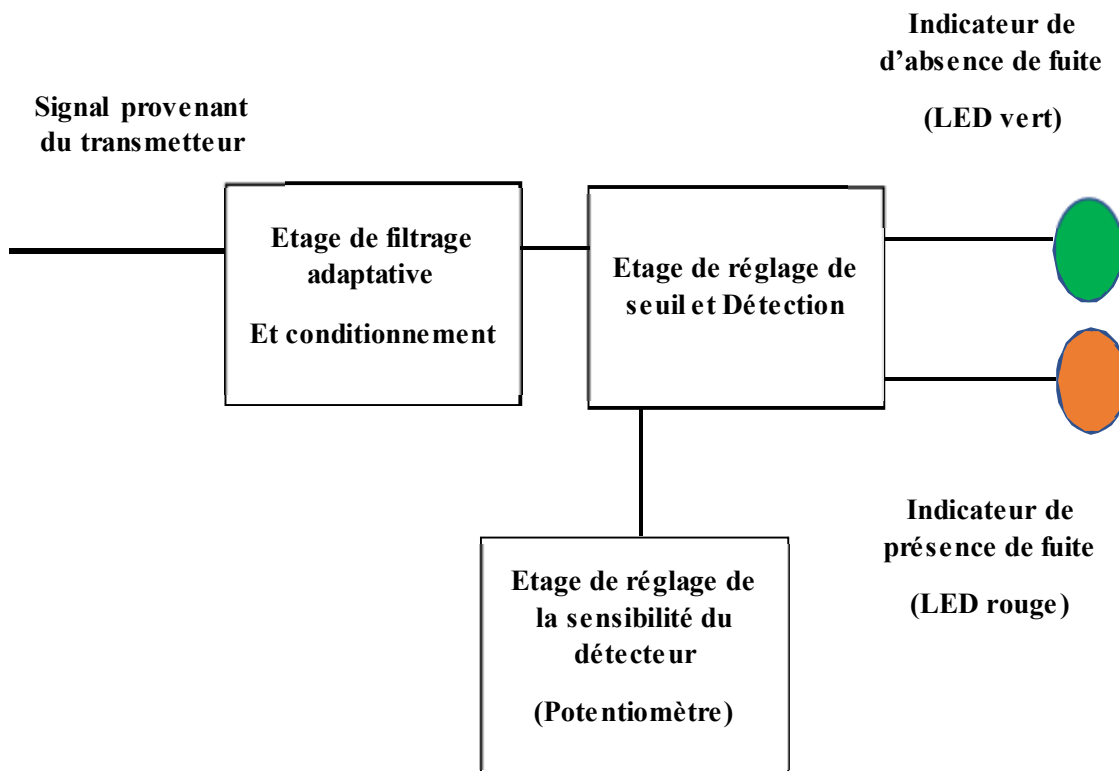 Signal provenant
du transmetteur
Etage de filtrage
adaptative
Et conditionnement
Etage de réglage de
seuil et Détection
Indicateur de
d'absence de fuite
(LED vert)
Indicateur de
présence de fuite
(LED rouge)
Etage de réglage de
la sensibilité du
détecteur
(Potentiomètre)